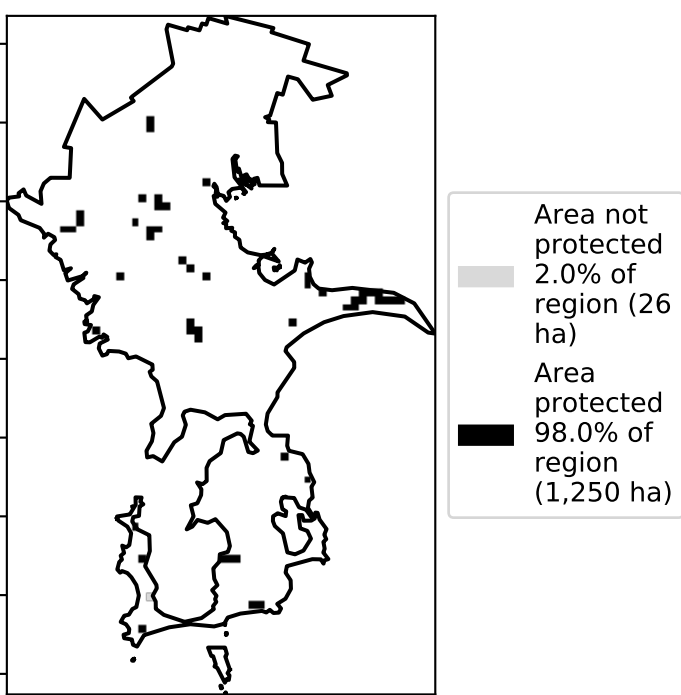 Area not
protected
2.0% of
region (26
ha)
Area
protected
98.0% of
region
(1,250 ha)